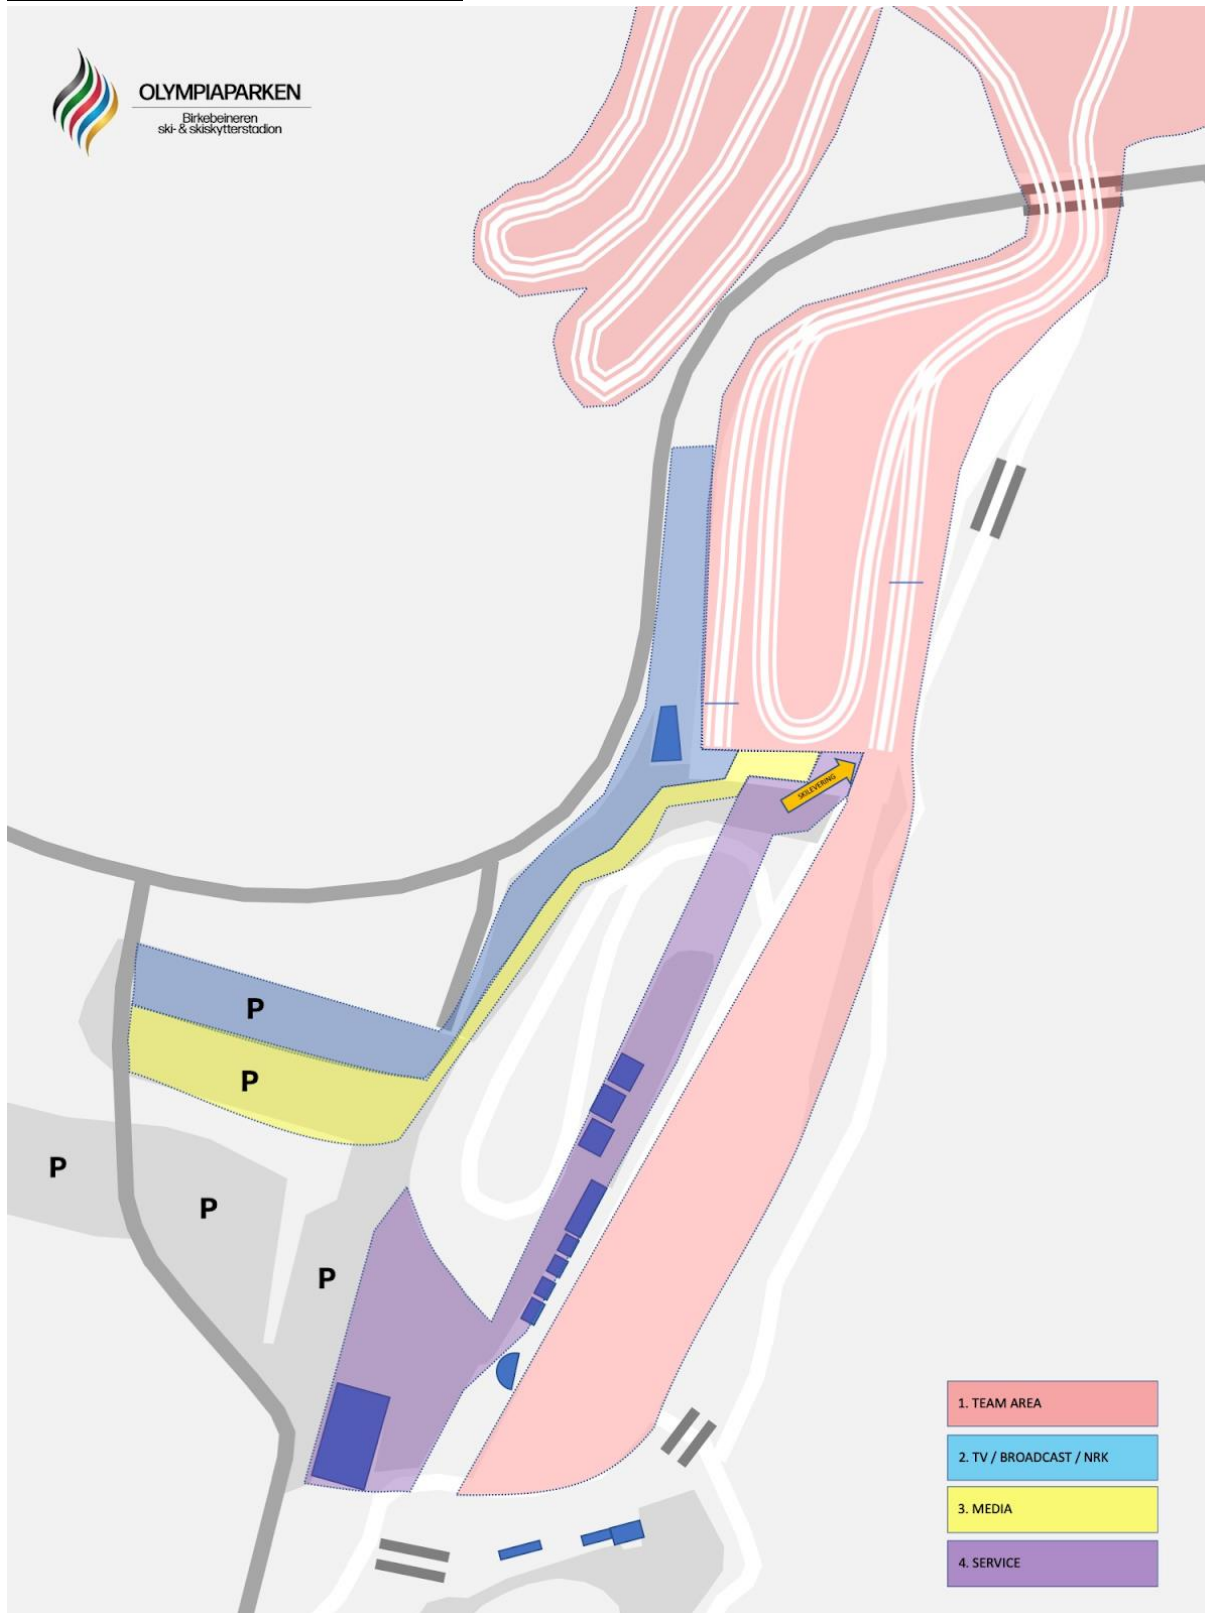 OLYMPIAPARKEN
Birkebeineren
ski- & skiskytterstadion
SKILEVERING
P
P
P
P
P
1. TEAM AREA
2. TV / BROADCAST / NRK
3. MEDIA
4. SERVICE